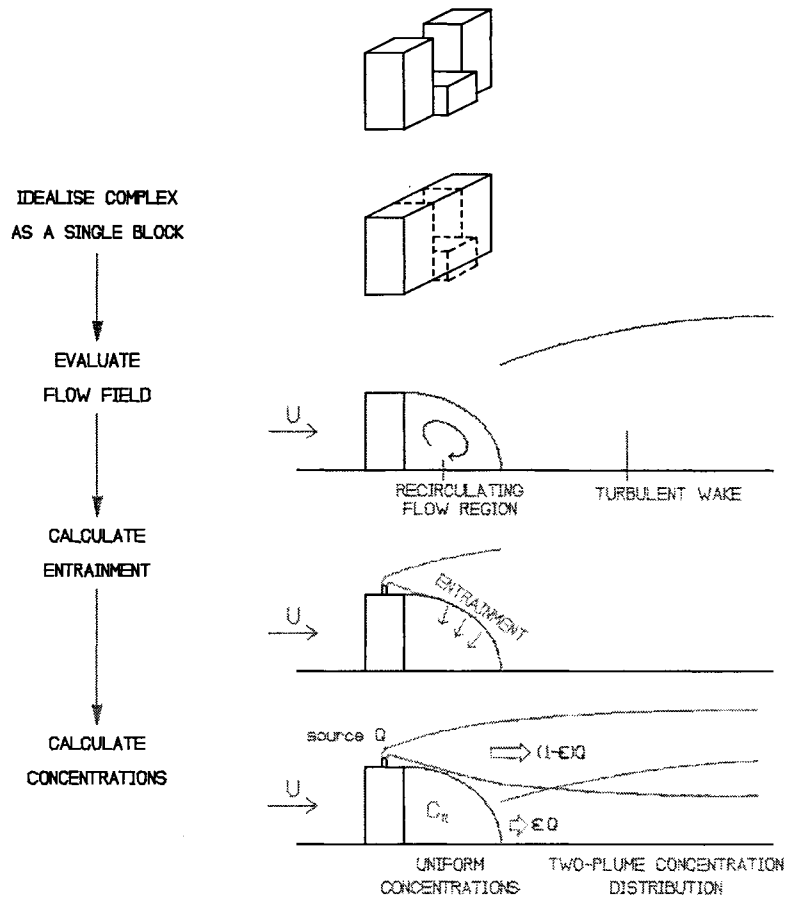 IDEALISE COMPLEX
AS A SINGLE BLOCK
EVALUATE
FLOW FIELD
U
RECIRCULATING
FLOW REGION
TURBULENT WAKE
CALCULATE
ENTRAINMENT
U
ENTRAINMENT
CALCULATE
CONCENTRATIONS
source Q
(1-ε)Q
U
C_R
εQ
UNIFORM
CONCENTRATIONS
TWO-PLUME CONCENTRATION
DISTRIBUTION